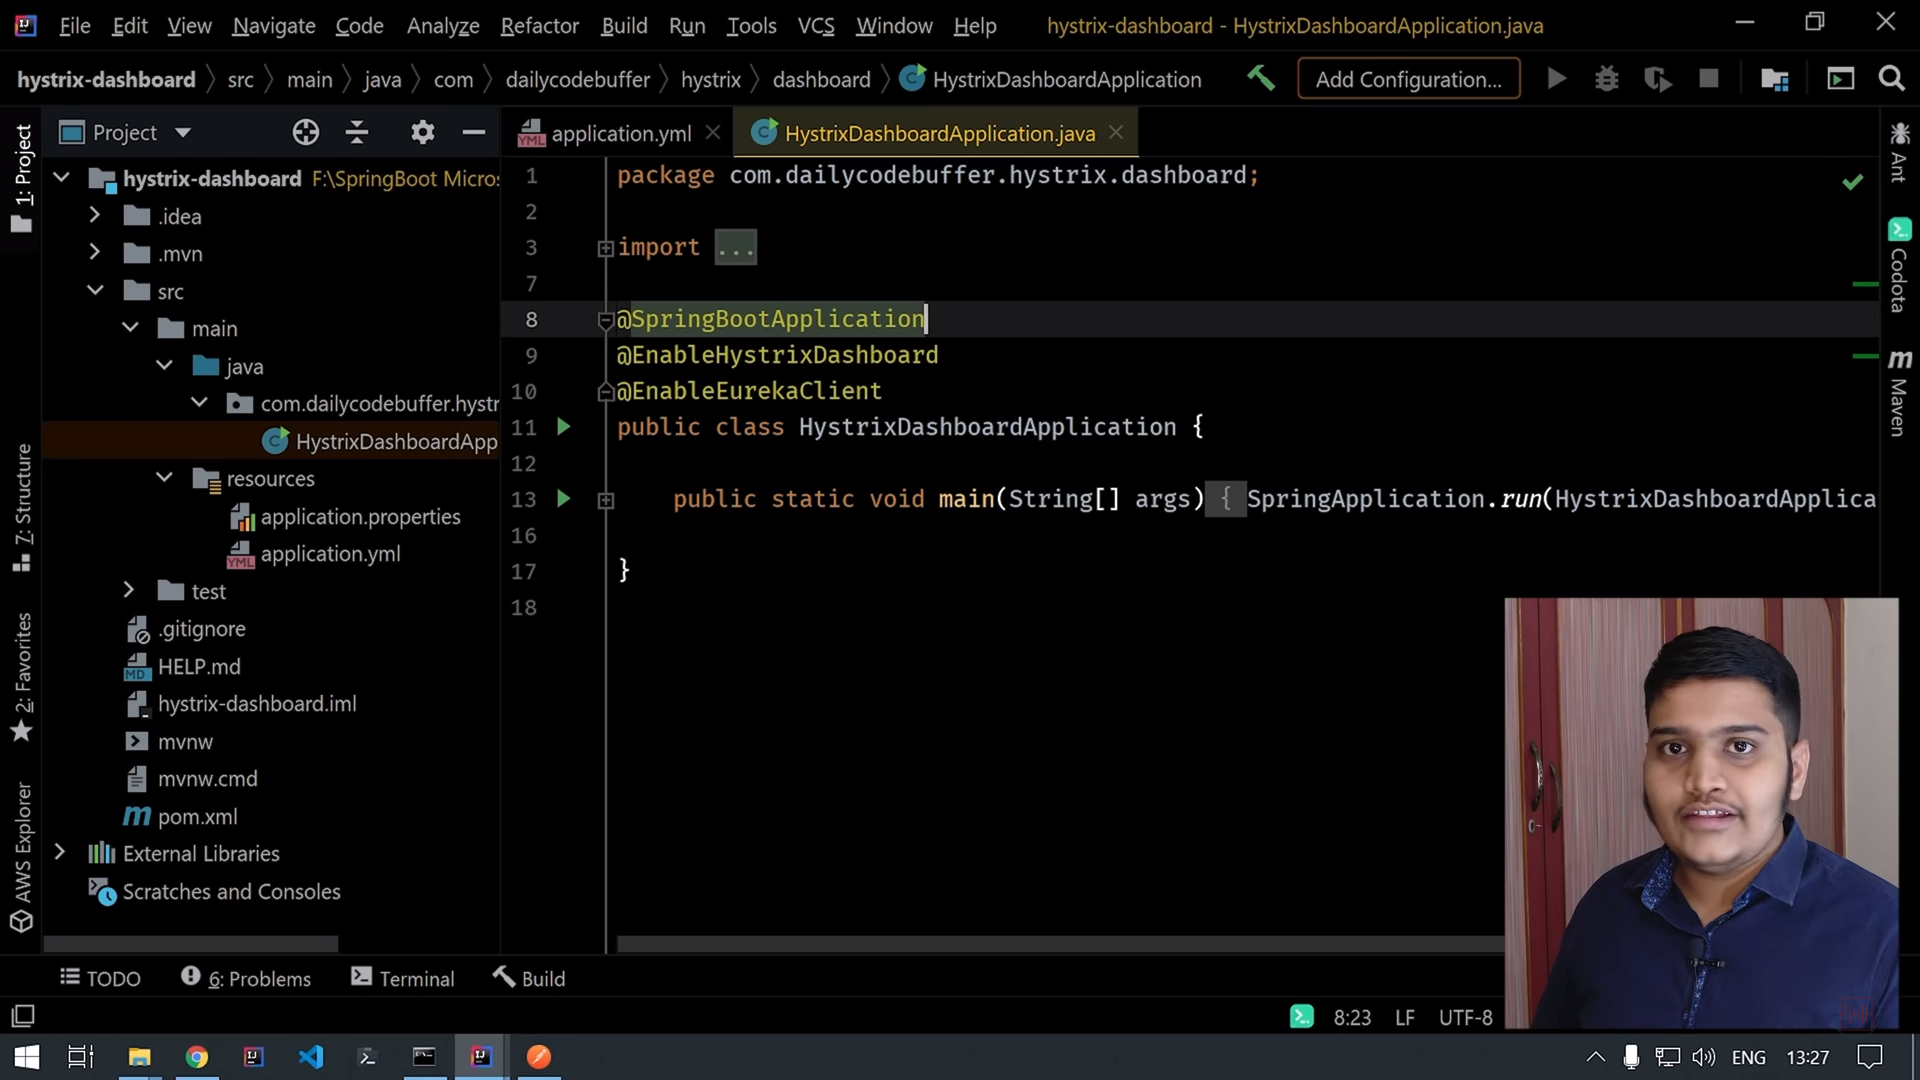 File Edit View Navigate Code Analyze Refactor Build Run Tools VCS Window Help hystrix-dashboard - HystrixDashboardApplication.java
hystrix-dashboard src main java com dailycodebuffer hystrix dashboard HystrixDashboardApplication Add Configuration...
Project
application.yml
HystrixDashboardApplication.java
1: Project
7: Structure
2: Favorites
AWS Explorer
hystrix-dashboard F:\SpringBoot Micros
.idea
.mvn
src
main
java
com.dailycodebuffer.hystr
HystrixDashboardApp
resources
application.properties
application.yml
test
.gitignore
HELP.md
hystrix-dashboard.iml
mvnw
mvnw.cmd
pom.xml
External Libraries
Scratches and Consoles
1 package com.dailycodebuffer.hystrix.dashboard;
2
3 import ...
7
8 @SpringBootApplication
9 @EnableHystrixDashboard
10 @EnableEurekaClient
11 public class HystrixDashboardApplication {
12
13 public static void main(String[] args) { SpringApplication.run(HystrixDashboardApplica
16
17 }
18
Ant
Codota
Maven
TODO 6: Problems Terminal Build
8:23 LF UTF-8
ENG 13:27